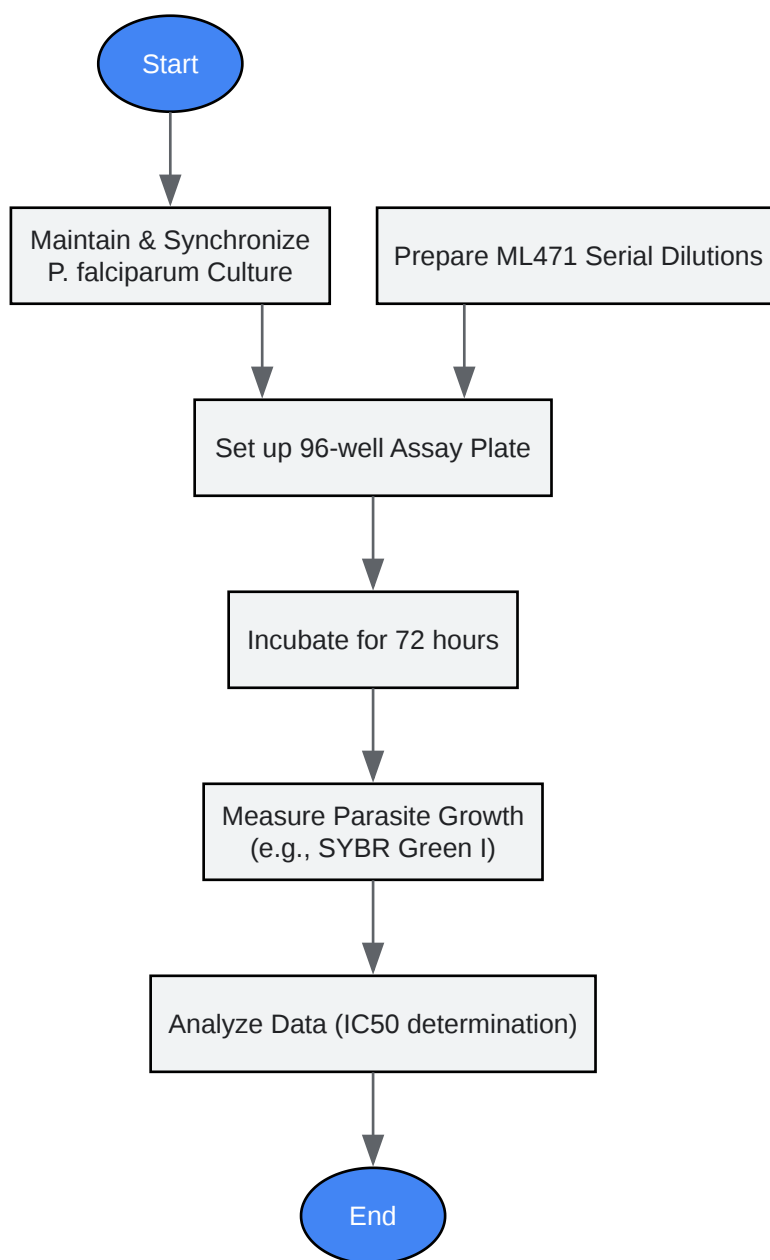 Start
Maintain & Synchronize
P. falciparum Culture
Prepare ML471 Serial Dilutions
Set up 96-well Assay Plate
Incubate for 72 hours
Measure Parasite Growth
(e.g., SYBR Green I)
Analyze Data (IC50 determination)
End